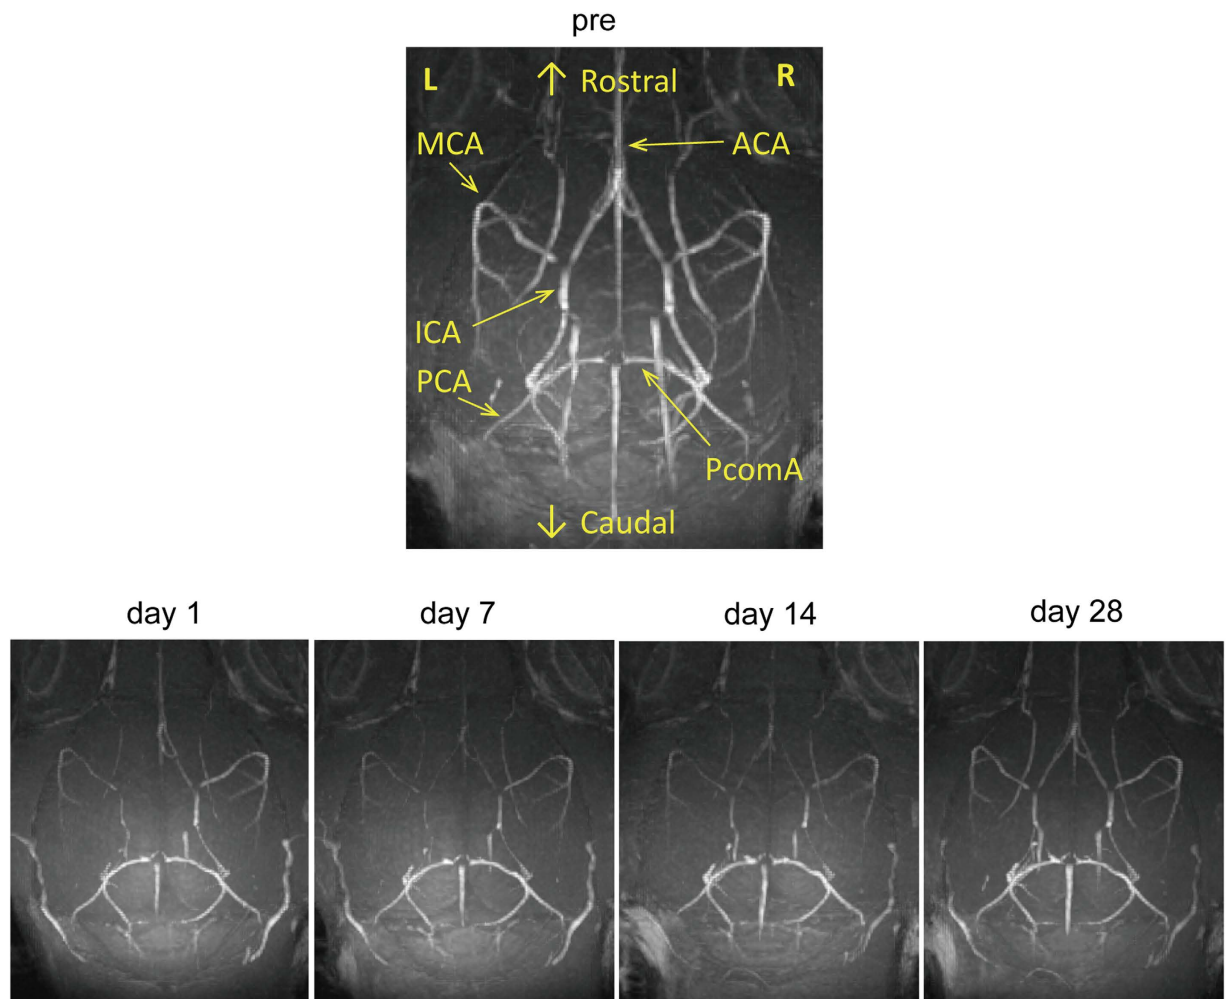 pre
L
↑ Rostral
R
MCA
ACA
ICA
PCA
PcomA
↓ Caudal
day 1
day 7
day 14
day 28